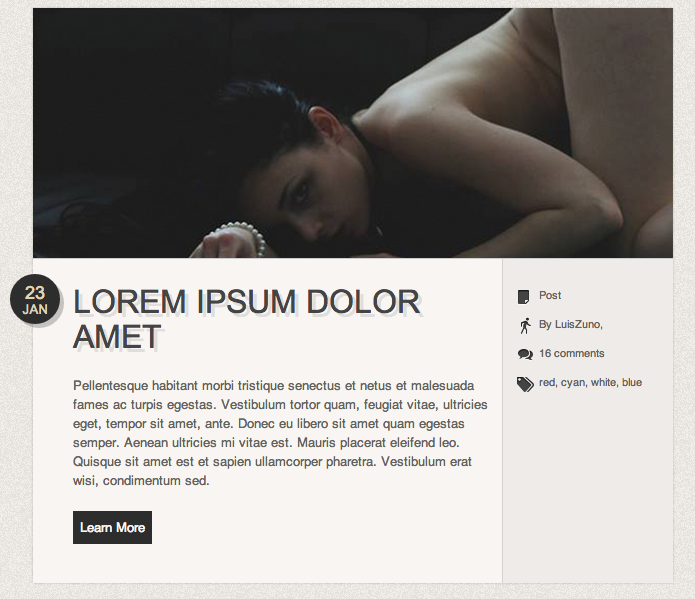 23
JAN
LOREM IPSUM DOLOR
AMET
Pellentesque habitant morbi tristique senectus et netus et malesuada
fames ac turpis egestas. Vestibulum tortor quam, feugiat vitae, ultricies
eget, tempor sit amet, ante. Donec eu libero sit amet quam egestas
semper. Aenean ultricies mi vitae est. Mauris placerat eleifend leo.
Quisque sit amet est et sapien ullamcorper pharetra. Vestibulum erat
wisi, condimentum sed.
Learn More
Post
By LuisZuno,
16 comments
red, cyan, white, blue